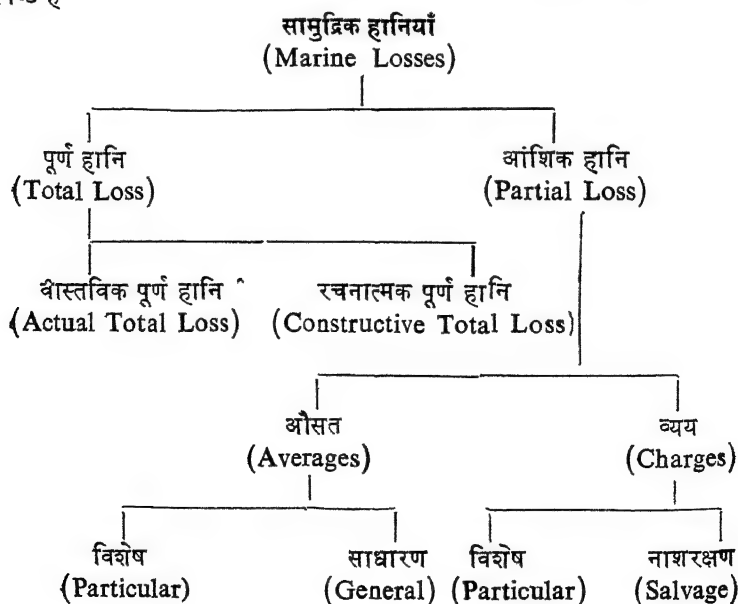 सामुद्रिक हानियाँ
(Marine Losses)
पूर्ण हानि आंशिक हानि
(Total Loss) (Partial Loss)
वास्तविक पूर्ण हानि रचनात्मक पूर्ण हानि
(Actual Total Loss) (Constructive Total Loss)
औसत व्यय
(Averages) (Charges)
विशेष साधारण विशेष नाशरक्षण
(Particular) (General) (Particular) (Salvage)